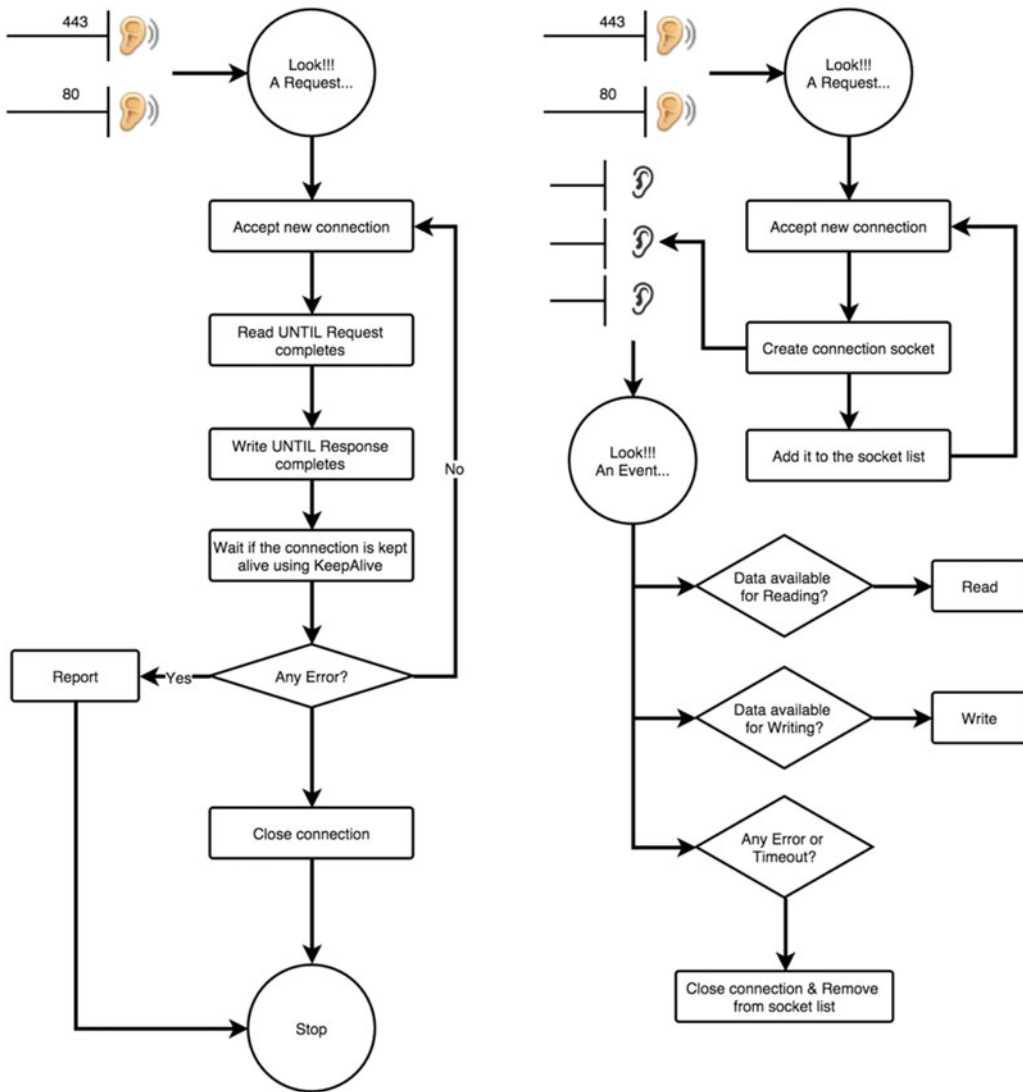 443
Look!!!
A Request...
80
Accept new connection
Read UNTIL Request
completes
Write UNTIL Response
completes
No
Wait if the connection is kept
alive using KeepAlive
Report
Yes
Any Error?
Close connection
Stop
443
Look!!!
A Request...
80
Accept new connection
Create connection socket
Add it to the socket list
Look!!!
An Event...
Data available
for Reading?
Read
Data available
for Writing?
Write
Any Error or
Timeout?
Close connection & Remove
from socket list